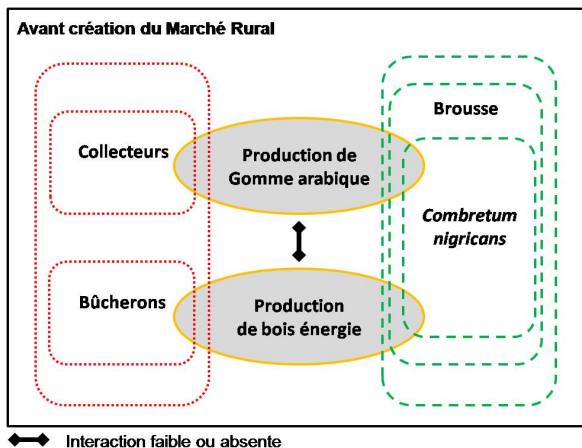 Avant création du Marché Rural
Collecteurs
Production de
Gomme arabique
Brousse
Combretum
nigricans
Bûcherons
Production
de bois énergie
Interaction faible ou absente